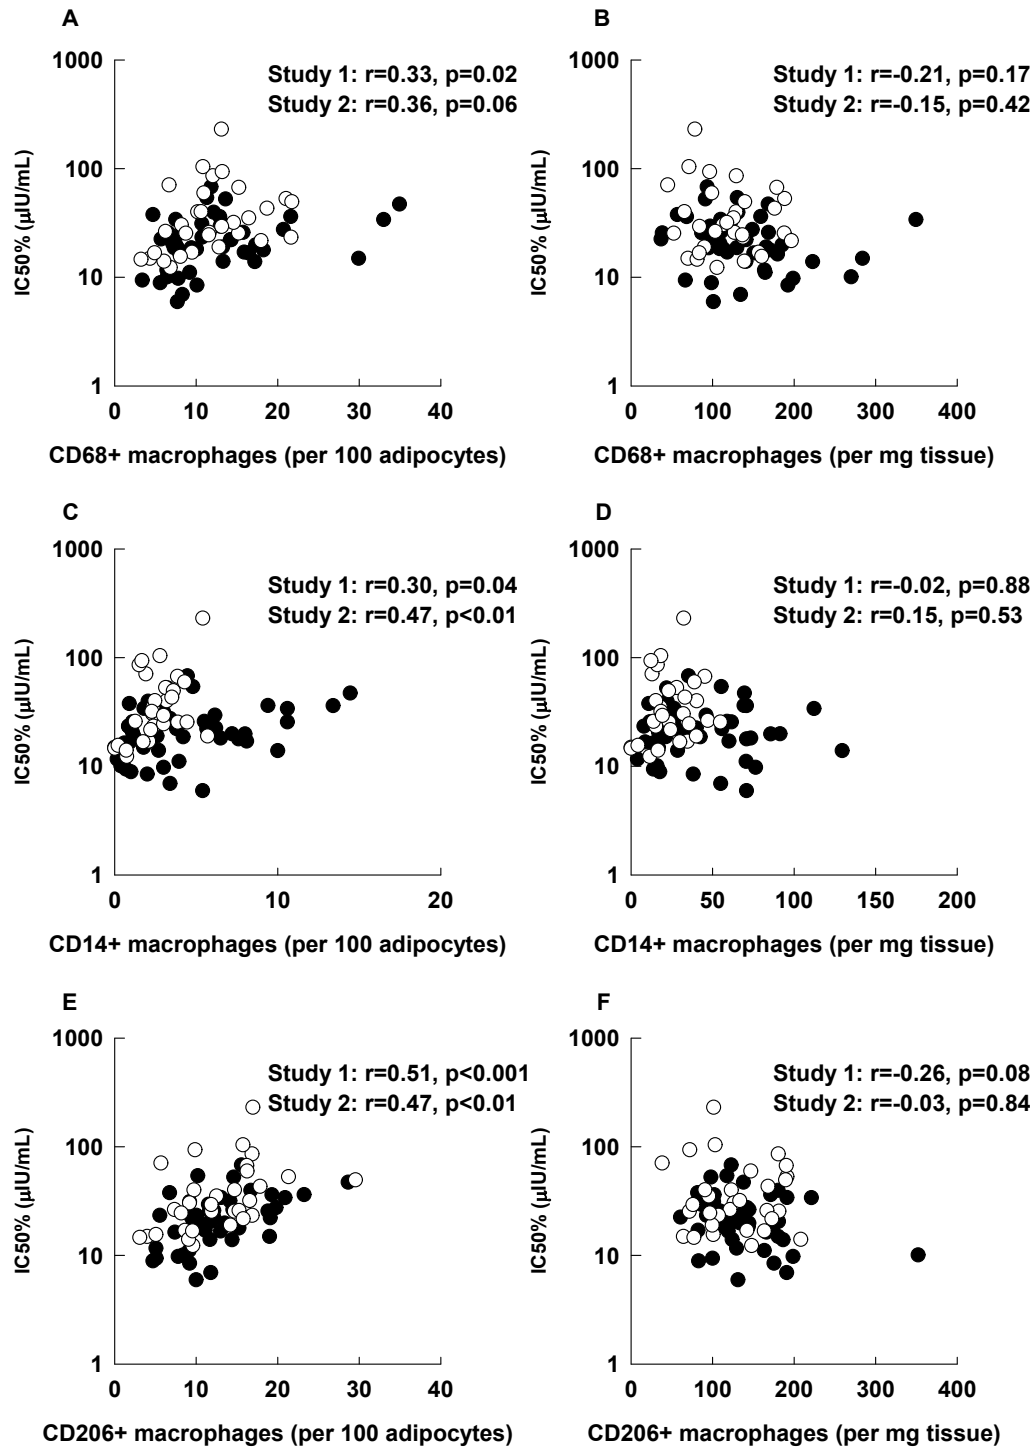 A
1000
100
10
1
IC50% (µIU/mL)
Study 1: r=0.33, p=0.02
Study 2: r=0.36, p=0.06
0 10 20 30 40
CD68+ macrophages (per 100 adipocytes)
B
1000
100
10
1
IC50% (µIU/mL)
Study 1: r=-0.21, p=0.17
Study 2: r=-0.15, p=0.42
0 100 200 300 400
CD68+ macrophages (per mg tissue)
C
1000
100
10
1
IC50% (µIU/mL)
Study 1: r=0.30, p=0.04
Study 2: r=0.47, p<0.01
0 10 20
CD14+ macrophages (per 100 adipocytes)
D
1000
100
10
1
IC50% (µIU/mL)
Study 1: r=-0.02, p=0.88
Study 2: r=0.15, p=0.53
0 50 100 150 200
CD14+ macrophages (per mg tissue)
E
1000
100
10
1
IC50% (µIU/mL)
Study 1: r=0.51, p<0.001
Study 2: r=0.47, p<0.01
0 10 20 30 40
CD206+ macrophages (per 100 adipocytes)
F
1000
100
10
1
IC50% (µIU/mL)
Study 1: r=-0.26, p=0.08
Study 2: r=-0.03, p=0.84
0 100 200 300 400
CD206+ macrophages (per mg tissue)